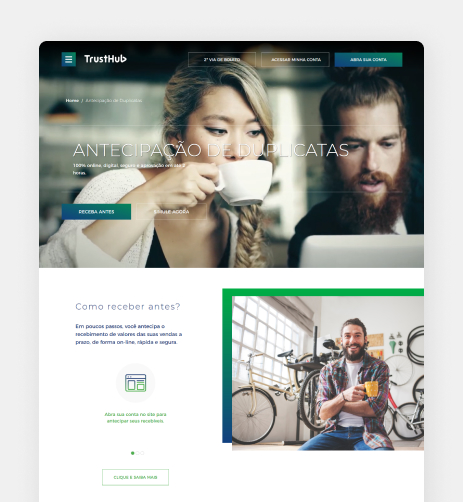 TrustHub
2ª VIA DE BOLETO
ACESSAR MINHA CONTA
ABRA SUA CONTA
Home / Antecipação de Duplicatas
ANTECIPAÇÃO DE DUPLICATAS
100% online, digital, seguro e aprovação em até 2
horas.
RECEBA ANTES
SIMULE AGORA
Como receber antes?
Em poucos passos, você antecipa o
recebimento de valores das suas vendas a
prazo, de forma on-line, rápida e segura.
Abra sua conta no site para
antecipar seus recebíveis.
CLIQUE E SAIBA MAIS